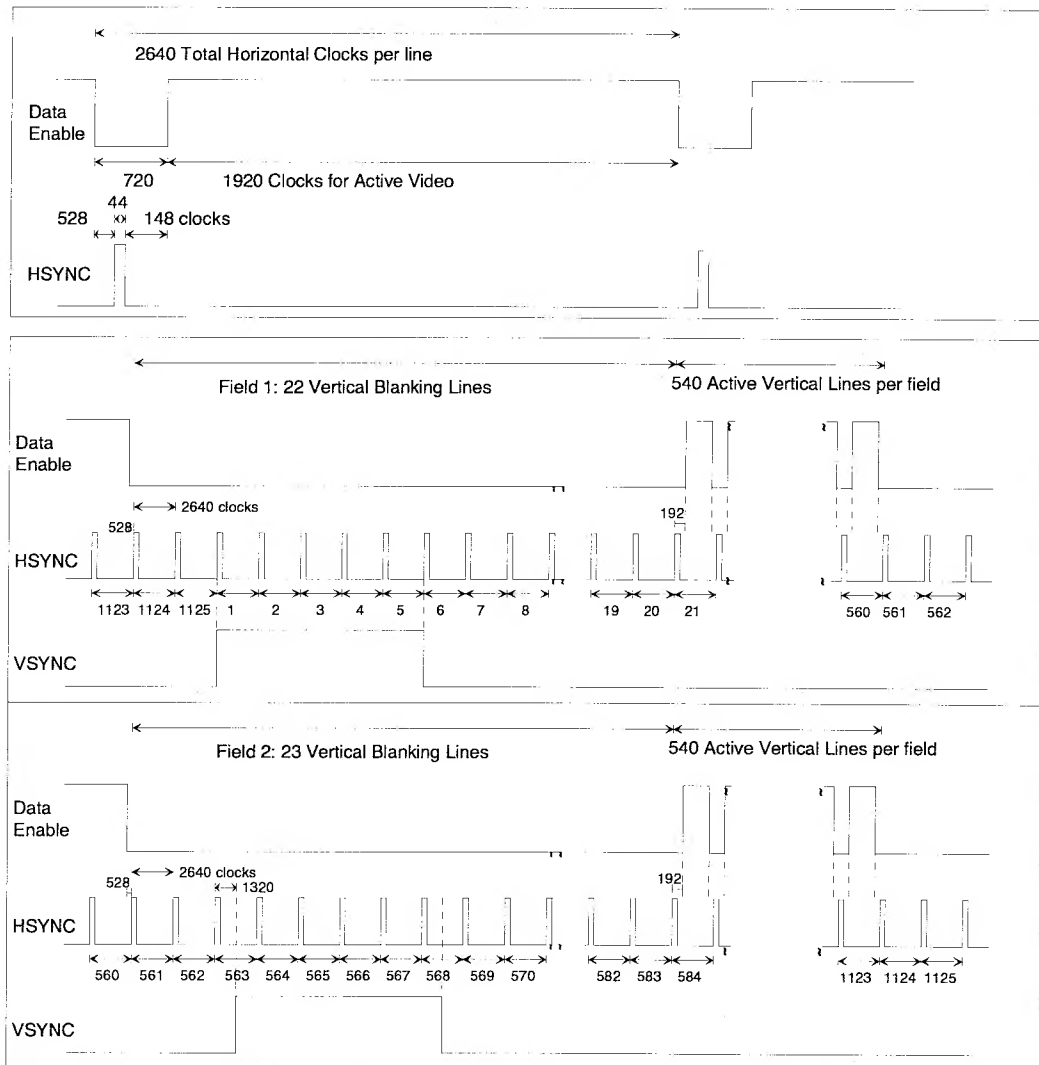 2640 Total Horizontal Clocks per line
Data
Enable
720
1920 Clocks for Active Video
44
528
148 clocks
HSYNC
Field 1: 22 Vertical Blanking Lines
540 Active Vertical Lines per field
Data
Enable
2640 clocks
528
192
HSYNC
1123 1124 1125 1 2 3 4 5 6 7 8 19 20 21 560 561 562
VSYNC
Field 2: 23 Vertical Blanking Lines
540 Active Vertical Lines per field
Data
Enable
2640 clocks
528
1320
192
HSYNC
560 561 562 563 564 565 566 567 568 569 570 582 583 584 1123 1124 1125
VSYNC